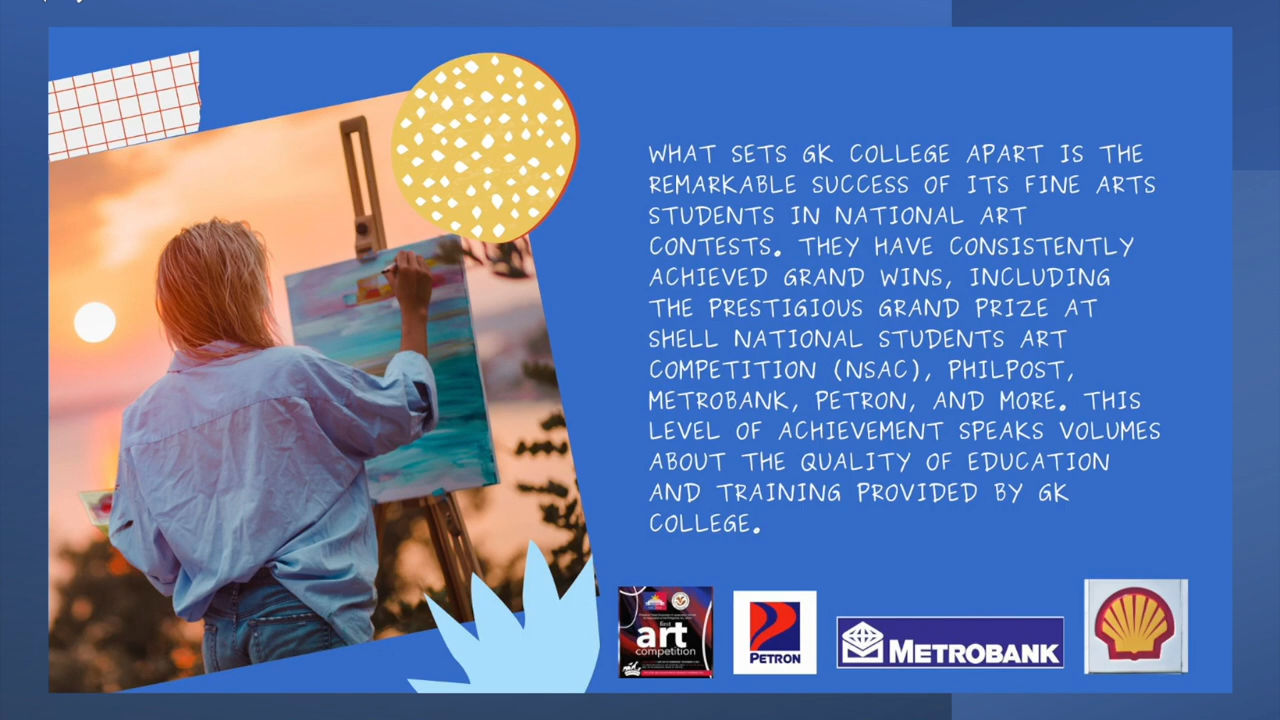 WHAT SETS GK COLLEGE APART IS THE
REMARKABLE SUCCESS OF ITS FINE ARTS
STUDENTS IN NATIONAL ART
CONTESTS. THEY HAVE CONSISTENTLY
ACHIEVED GRAND WINS, INCLUDING
THE PRESTIGIOUS GRAND PRIZE AT
SHELL NATIONAL STUDENTS ART
COMPETITION (NSAC), PHILPOST,
METROBANK, PETRON, AND MORE. THIS
LEVEL OF ACHIEVEMENT SPEAKS VOLUMES
ABOUT THE QUALITY OF EDUCATION
AND TRAINING PROVIDED BY GK
COLLEGE.
art
competition
PETRON
METROBANK